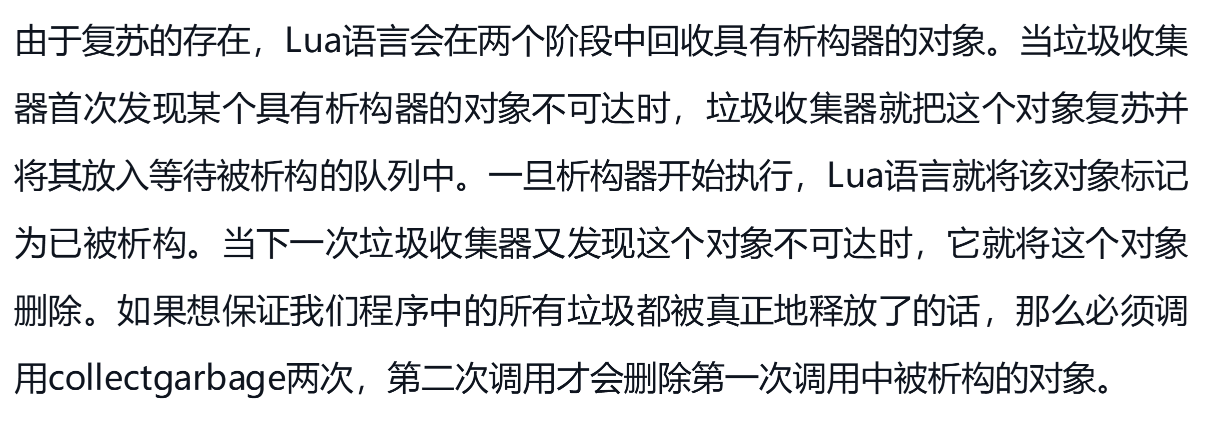 由于复苏的存在，Lua语言会在两个阶段中回收具有析构器的对象。当垃圾收集
器首次发现某个具有析构器的对象不可达时，垃圾收集器就把这个对象复苏并
将其放入等待被析构的队列中。一旦析构器开始执行，Lua语言就将该对象标记
为已被析构。当下一次垃圾收集器又发现这个对象不可达时，它就将这个对象
删除。如果想保证我们程序中的所有垃圾都被真正地释放了的话，那么必须调
用collectgarbage两次，第二次调用才会删除第一次调用中被析构的对象。